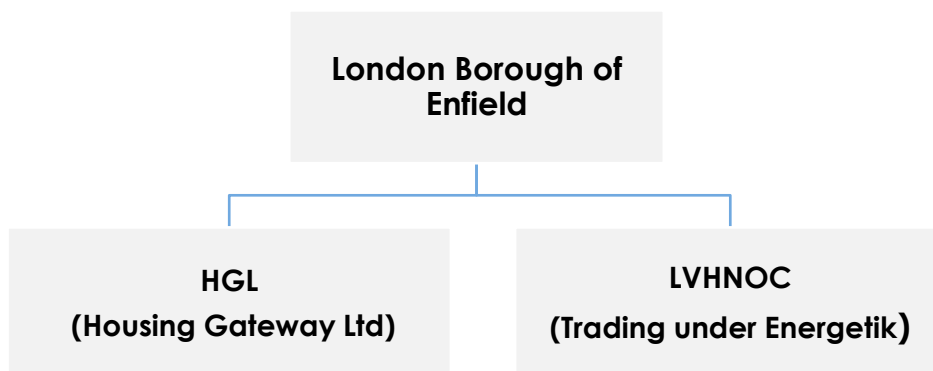 London Borough of
Enfield
HGL
(Housing Gateway Ltd)
LVHNOC
(Trading under Energetik)